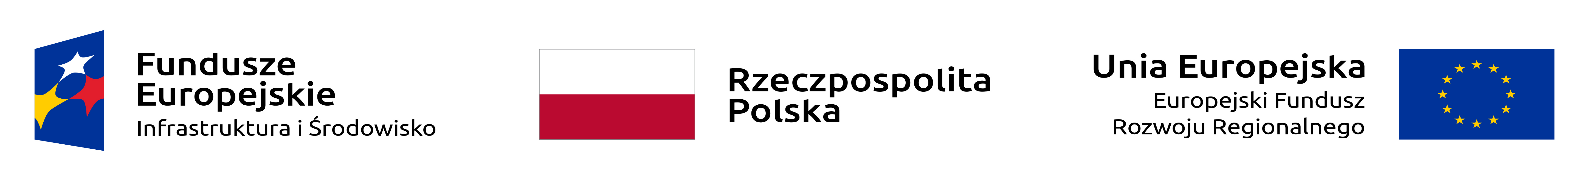 Fundusze
Europejskie
Infrastruktura i Środowisko
Rzeczpospolita
Polska
Unia Europejska
Europejski Fundusz
Rozwoju Regionalnego